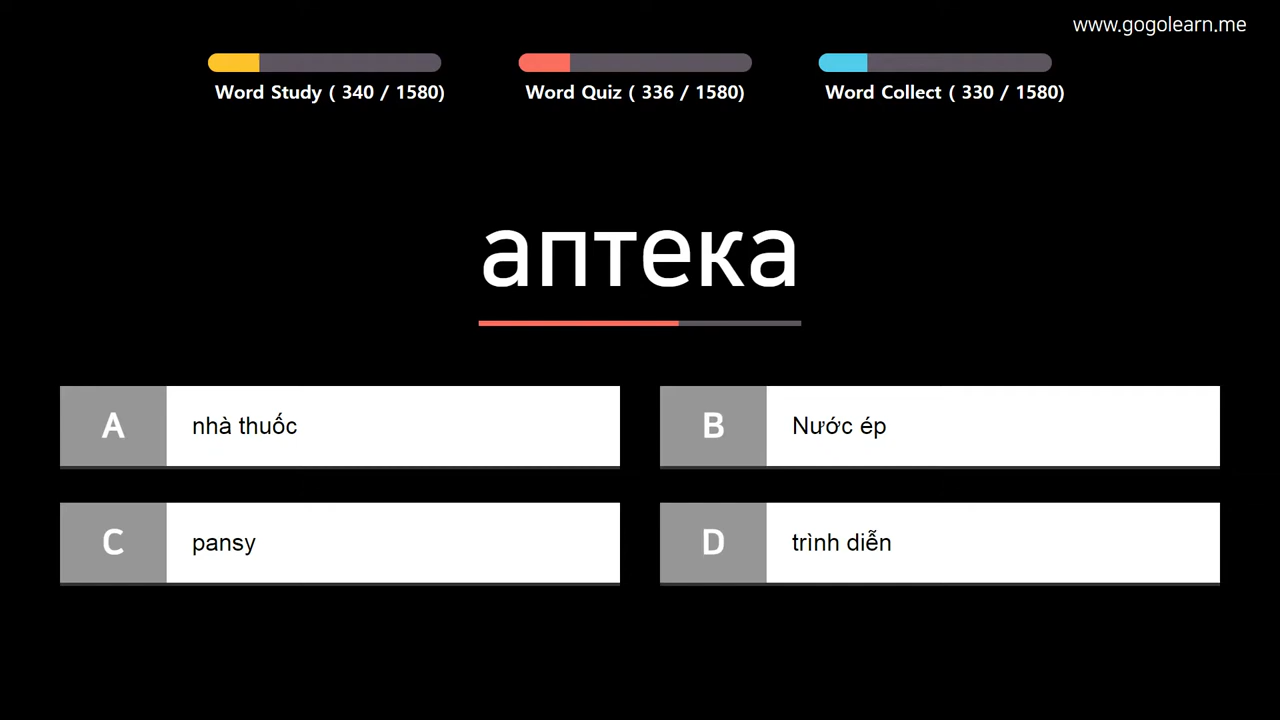 www.gogolearn.me
Word Study ( 340 / 1580)
Word Quiz ( 336 / 1580)
Word Collect ( 330 / 1580)
аптека
A
nhà thuốc
B
Nước ép
C
pansy
D
trình diễn